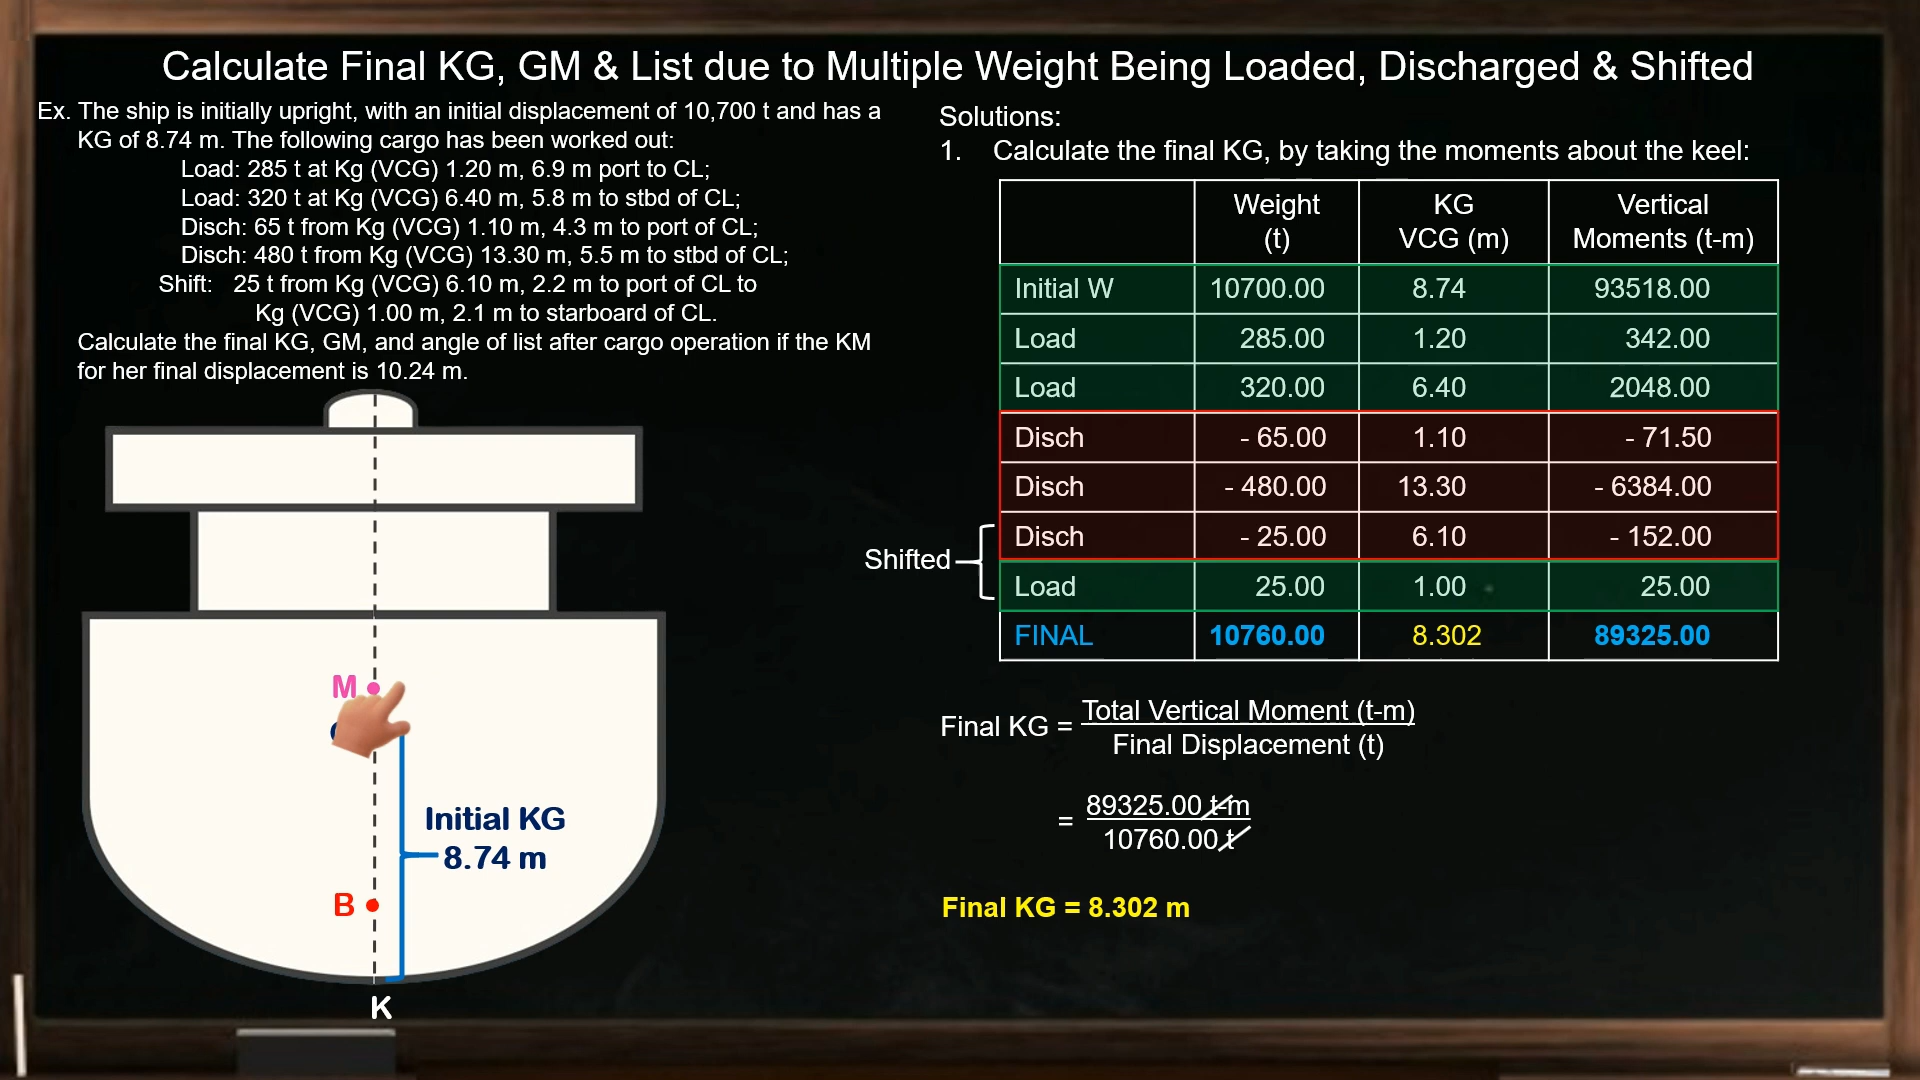 Calculate Final KG, GM & List due to Multiple Weight Being Loaded, Discharged & Shifted
Ex. The ship is initially upright, with an initial displacement of 10,700 t and has a
KG of 8.74 m. The following cargo has been worked out:
Load: 285 t at Kg (VCG) 1.20 m, 6.9 m port to CL;
Load: 320 t at Kg (VCG) 6.40 m, 5.8 m to stbd of CL;
Disch: 65 t from Kg (VCG) 1.10 m, 4.3 m to port of CL;
Disch: 480 t from Kg (VCG) 13.30 m, 5.5 m to stbd of CL;
Shift: 25 t from Kg (VCG) 6.10 m, 2.2 m to port of CL to
Kg (VCG) 1.00 m, 2.1 m to starboard of CL.
Calculate the final KG, GM, and angle of list after cargo operation if the KM
for her final displacement is 10.24 m.
M
Initial KG
8.74 m
B
K
Solutions:
1. Calculate the final KG, by taking the moments about the keel:
Weight (t) KG VCG (m) Vertical Moments (t-m)
Initial W 10700.00 8.74 93518.00
Load 285.00 1.20 342.00
Load 320.00 6.40 2048.00
Disch - 65.00 1.10 - 71.50
Disch - 480.00 13.30 - 6384.00
Shifted
Disch - 25.00 6.10 - 152.00
Load 25.00 1.00 25.00
FINAL 10760.00 8.302 89325.00
Final KG = Total Vertical Moment (t-m)
Final Displacement (t)
= 89325.00 t-m
10760.00 t
Final KG = 8.302 m